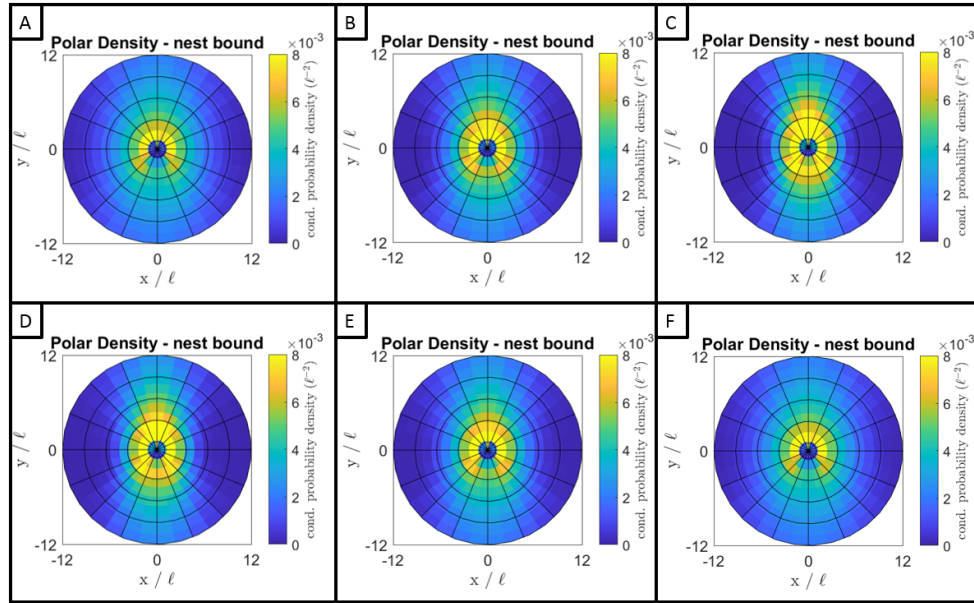 A
Polar Density - nest bound
×10⁻³
12
0
-12
-12
0
12
y / ℓ
x / ℓ
8
6
4
2
0
cond. probability density (ℓ⁻²)
B
Polar Density - nest bound
×10⁻³
12
0
-12
-12
0
12
y / ℓ
x / ℓ
8
6
4
2
0
cond. probability density (ℓ⁻²)
C
Polar Density - nest bound
×10⁻³
12
0
-12
-12
0
12
y / ℓ
x / ℓ
8
6
4
2
0
cond. probability density (ℓ⁻²)
D
Polar Density - nest bound
×10⁻³
12
0
-12
-12
0
12
y / ℓ
x / ℓ
8
6
4
2
0
cond. probability density (ℓ⁻²)
E
Polar Density - nest bound
×10⁻³
12
0
-12
-12
0
12
y / ℓ
x / ℓ
8
6
4
2
0
cond. probability density (ℓ⁻²)
F
Polar Density - nest bound
×10⁻³
12
0
-12
-12
0
12
y / ℓ
x / ℓ
8
6
4
2
0
cond. probability density (ℓ⁻²)